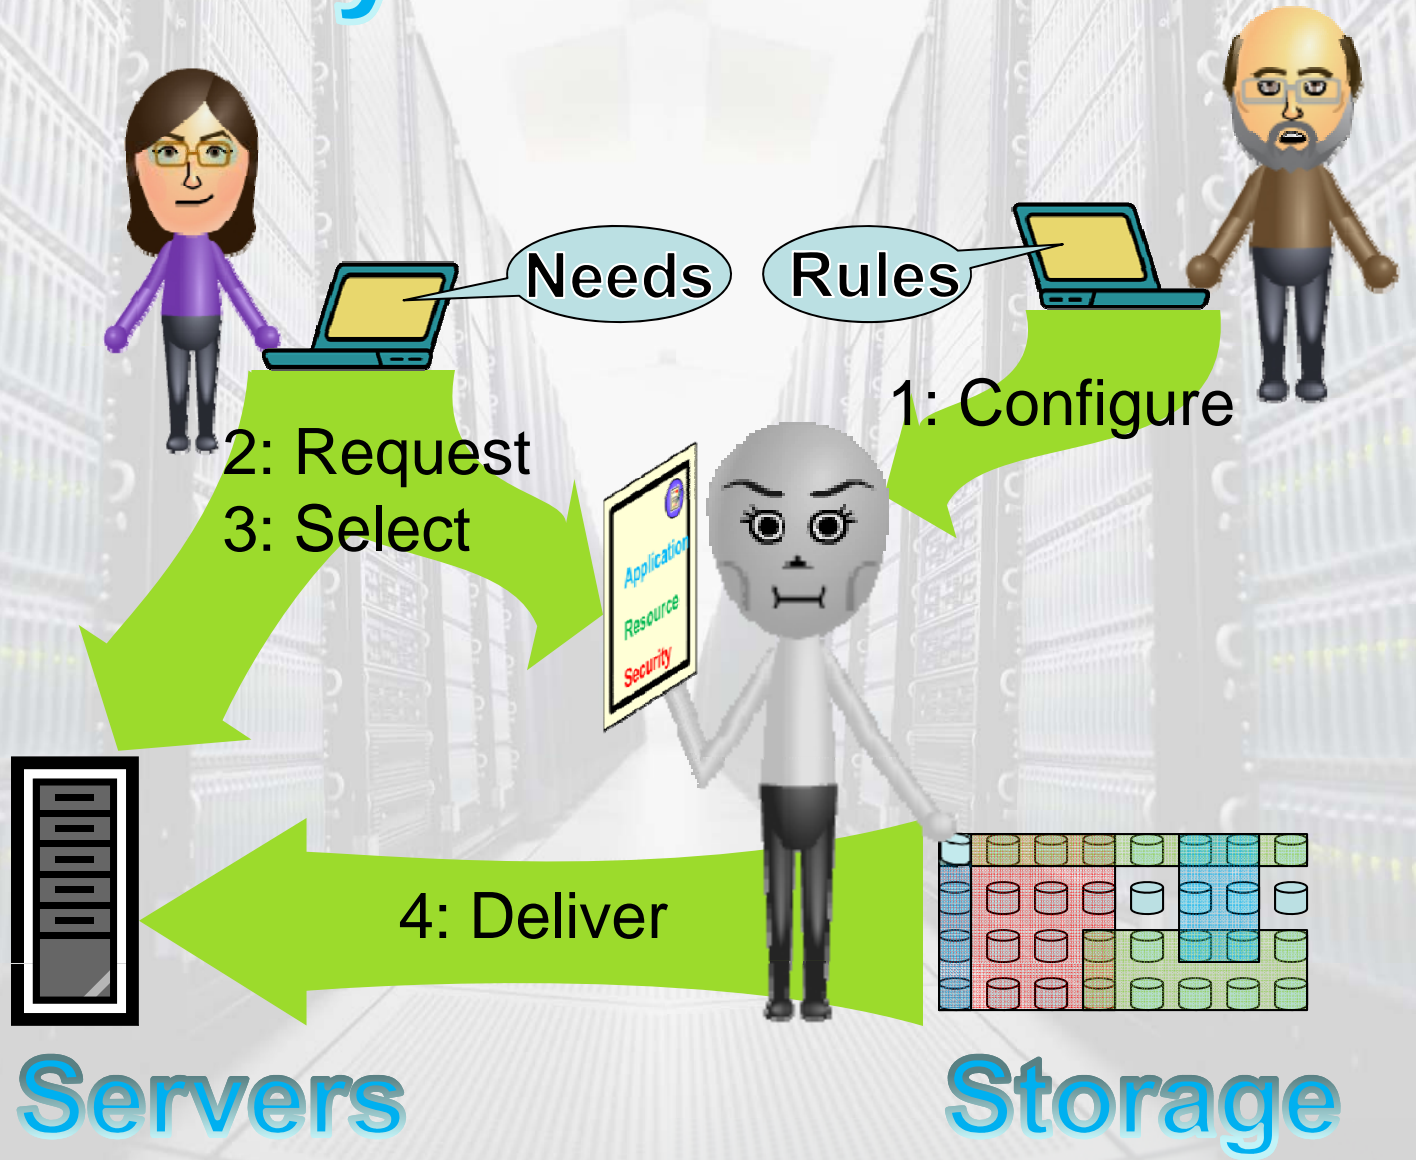 Needs
Rules
1: Configure
2: Request
3: Select
Application
Resource
Security
4: Deliver
Servers
Storage